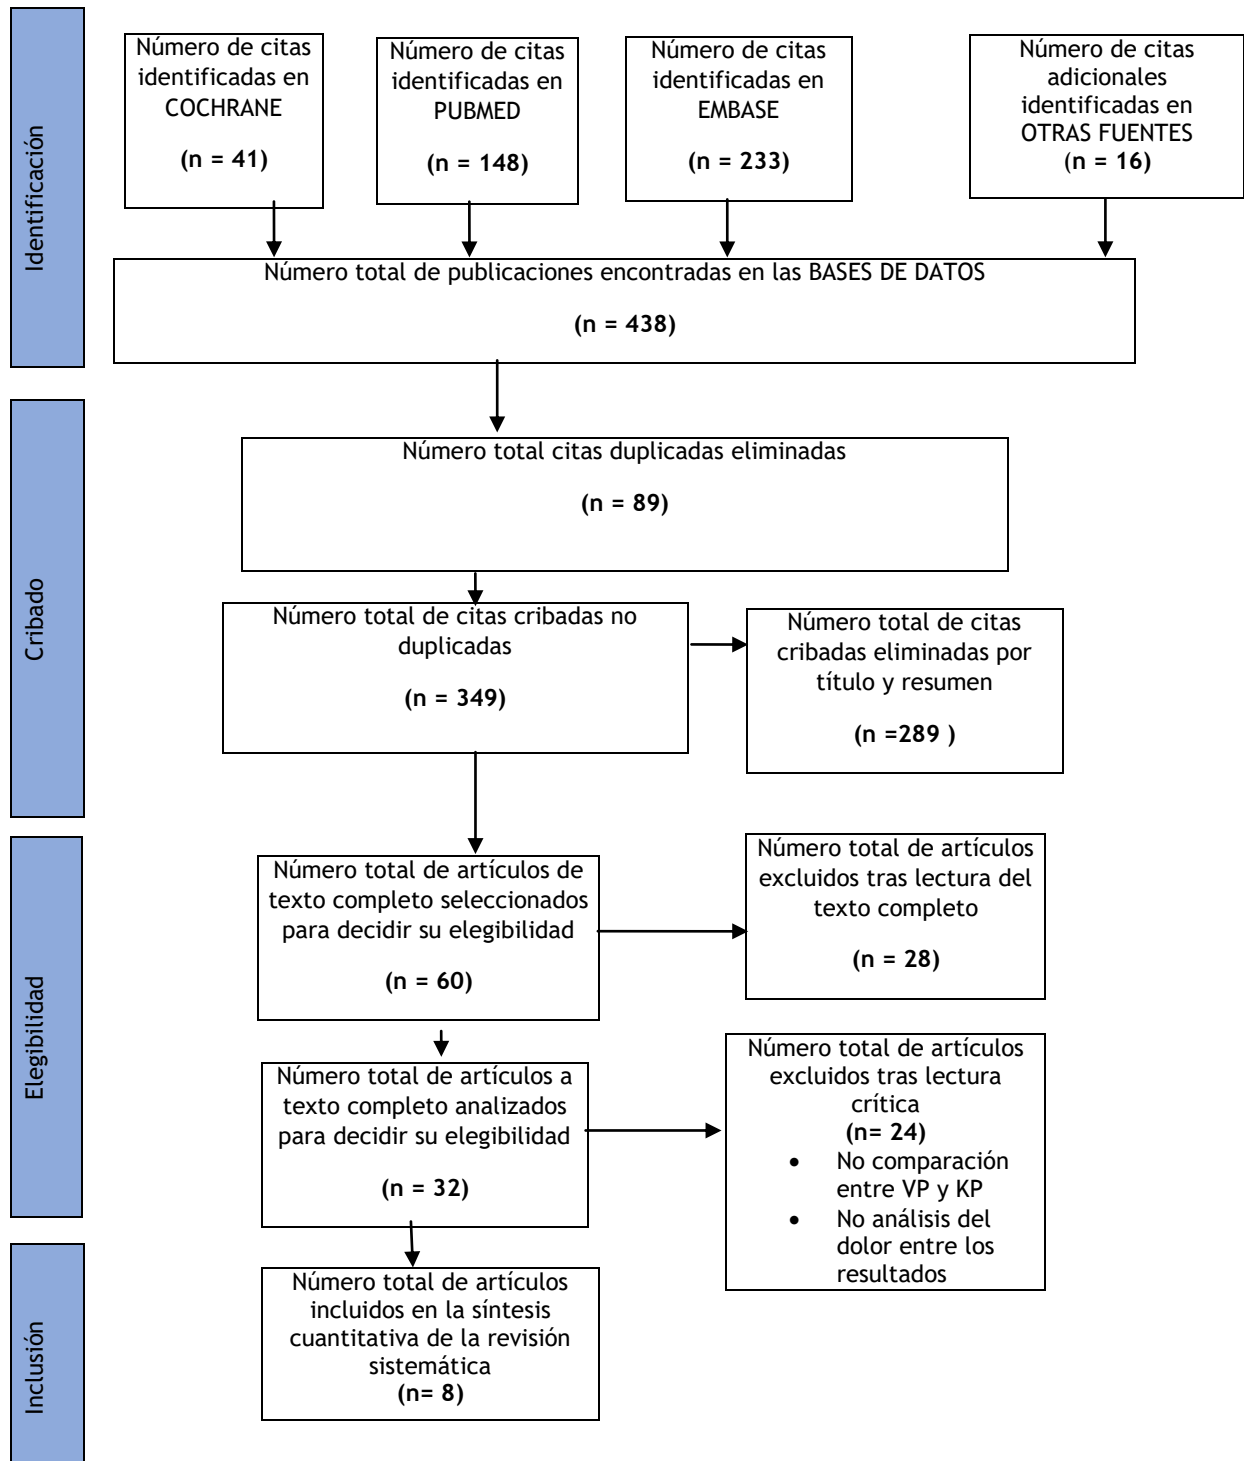 Identificación
Número de citas
identificadas en
COCHRANE
(n = 41)
Número de citas
identificadas en
PUBMED
(n = 148)
Número de citas
identificadas en
EMBASE
(n = 233)
Número de citas
adicionales
identificadas en
OTRAS FUENTES
(n = 16)
Número total de publicaciones encontradas en las BASES DE DATOS
(n = 438)
Cribado
Número total citas duplicadas eliminadas
(n = 89)
Número total de citas cribadas no
duplicadas
(n = 349)
Número total de citas
cribadas eliminadas por
título y resumen
(n =289 )
Elegibilidad
Número total de artículos de
texto completo seleccionados
para decidir su elegibilidad
(n = 60)
Número total de artículos
excluidos tras lectura del
texto completo
(n = 28)
Número total de artículos a
texto completo analizados
para decidir su elegibilidad
(n = 32)
Número total de artículos
excluidos tras lectura
crítica
(n= 24)
• No comparación
entre VP y KP
• No análisis del
dolor entre los
resultados
Inclusión
Número total de artículos
incluidos en la síntesis
cuantitativa de la revisión
sistemática
(n= 8)